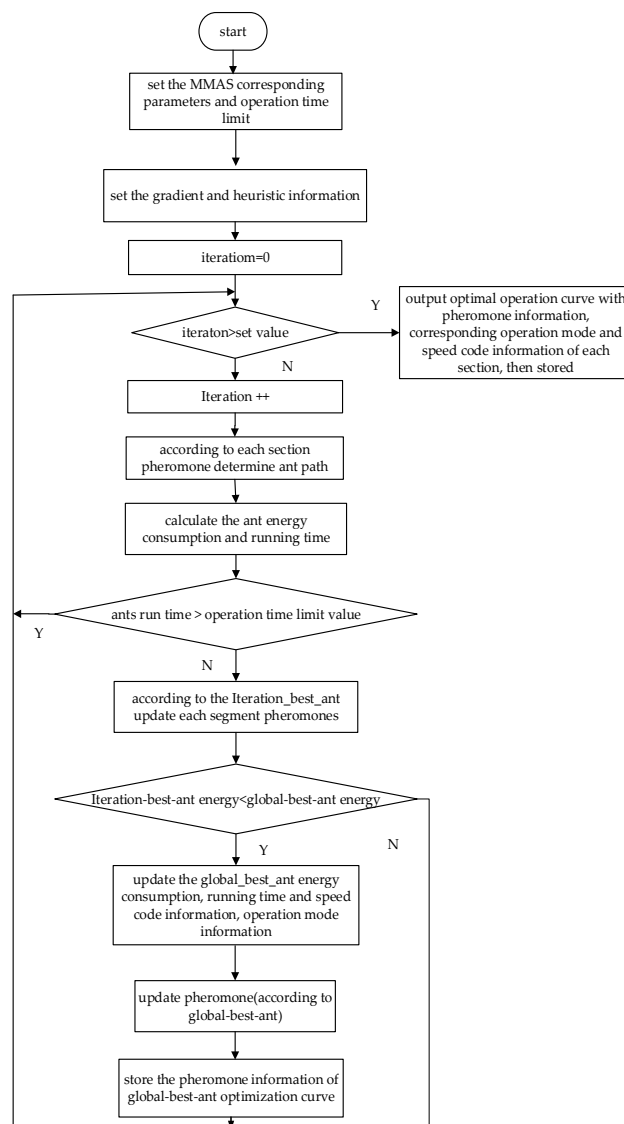 start
set the MMAS corresponding
parameters and operation time
limit
set the gradient and heuristic information
iteratiom=0
iteraton>set value
Y
output optimal operation curve with
pheromone information,
corresponding operation mode and
speed code information of each
section, then stored
N
Iteration ++
according to each section
pheromone determine ant path
calculate the ant energy
consumption and running time
ants run time > operation time limit value
Y
N
according to the Iteration_best_ant
update each segment pheromones
Iteration-best-ant energy<global-best-ant energy
Y
N
update the global_best_ant energy
consumption, running time and speed
code information, operation mode
information
update pheromone(according to
global-best-ant)
store the pheromone information of
global-best-ant optimization curve